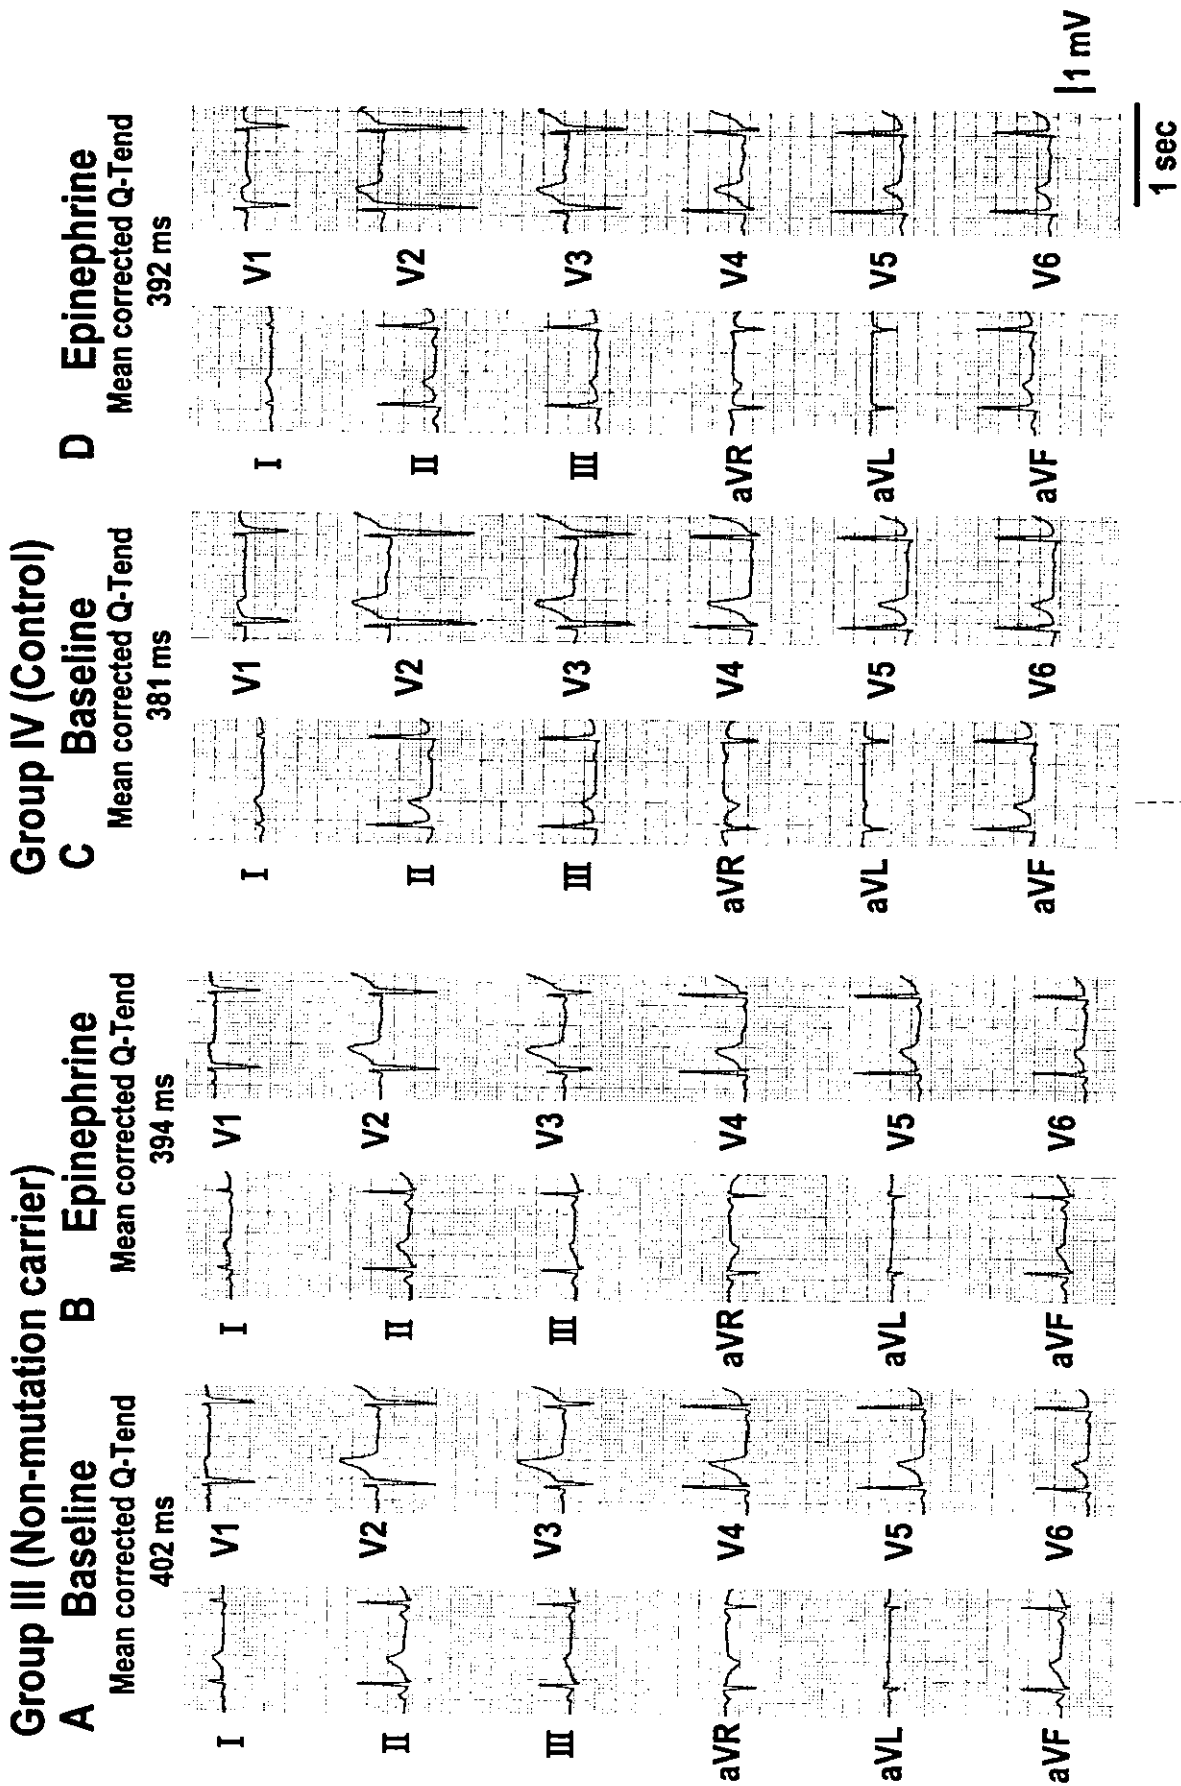 Group III (Non-mutation carrier)
A Baseline
Mean corrected Q-Tend
402 ms
I
II
III
aVR
aVL
aVF
V1
V2
V3
V4
V5
V6
B Epinephrine
Mean corrected Q-Tend
394 ms
I
II
III
aVR
aVL
aVF
V1
V2
V3
V4
V5
V6
Group IV (Control)
C Baseline
Mean corrected Q-Tend
381 ms
I
II
III
aVR
aVL
aVF
V1
V2
V3
V4
V5
V6
D Epinephrine
Mean corrected Q-Tend
392 ms
I
II
III
aVR
aVL
aVF
V1
V2
V3
V4
V5
V6
1 mV
1 sec